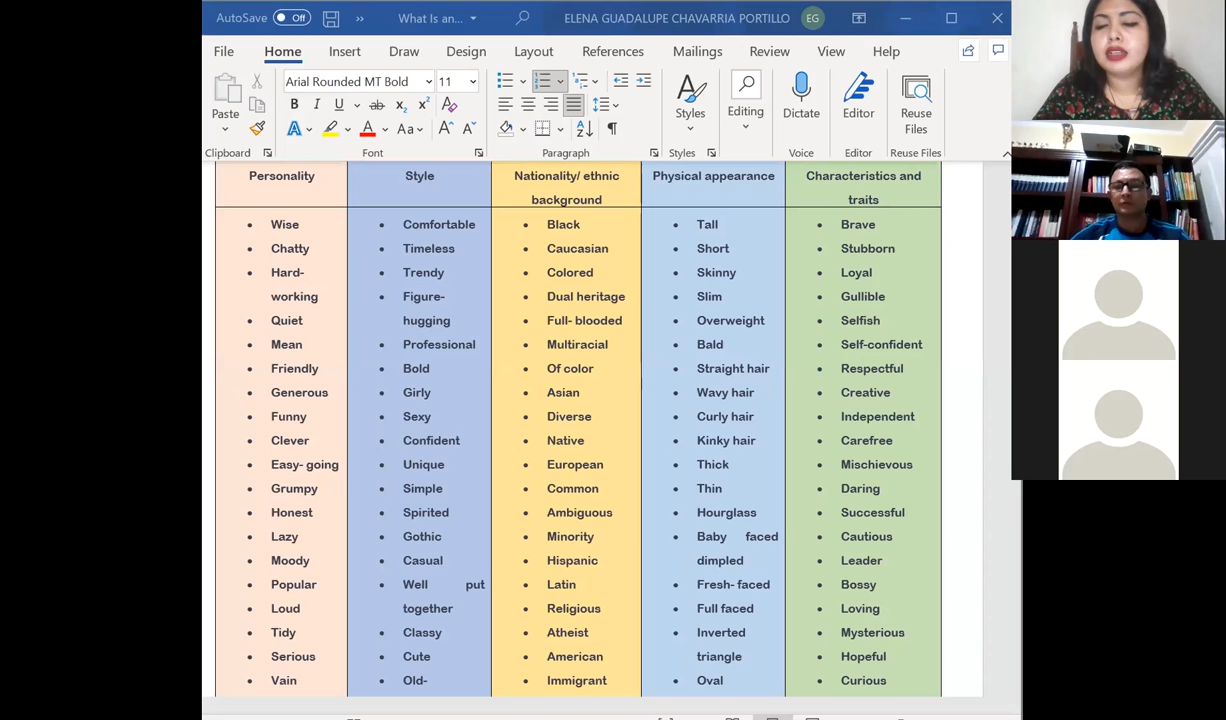 AutoSave Off What Is an... ELENA GUADALUPE CHAVARRIA PORTILLO EG
File Home Insert Draw Design Layout References Mailings Review View Help
Arial Rounded MT Bold 11
Paste Styles Editing Dictate Editor Reuse Files
B I U ab x₂ x² A
A A Aa A A
Clipboard Font Paragraph Styles Voice Editor Reuse Files
Personality
Wise
Chatty
Hard-
working
Quiet
Mean
Friendly
Generous
Funny
Clever
Easy- going
Grumpy
Honest
Lazy
Moody
Popular
Loud
Tidy
Serious
Vain
Style
Comfortable
Timeless
Trendy
Figure-
hugging
Professional
Bold
Girly
Sexy
Confident
Unique
Simple
Spirited
Gothic
Casual
Well put
together
Classy
Cute
Old-
Nationality/ ethnic
background
Black
Caucasian
Colored
Dual heritage
Full- blooded
Multiracial
Of color
Asian
Diverse
Native
European
Common
Ambiguous
Minority
Hispanic
Latin
Religious
Atheist
American
Immigrant
Physical appearance
Tall
Short
Skinny
Slim
Overweight
Bald
Straight hair
Wavy hair
Curly hair
Kinky hair
Thick
Thin
Hourglass
Baby faced
dimpled
Fresh- faced
Full faced
Inverted
triangle
Oval
Characteristics and
traits
Brave
Stubborn
Loyal
Gullible
Selfish
Self-confident
Respectful
Creative
Independent
Carefree
Mischievous
Daring
Successful
Cautious
Leader
Bossy
Loving
Mysterious
Hopeful
Curious